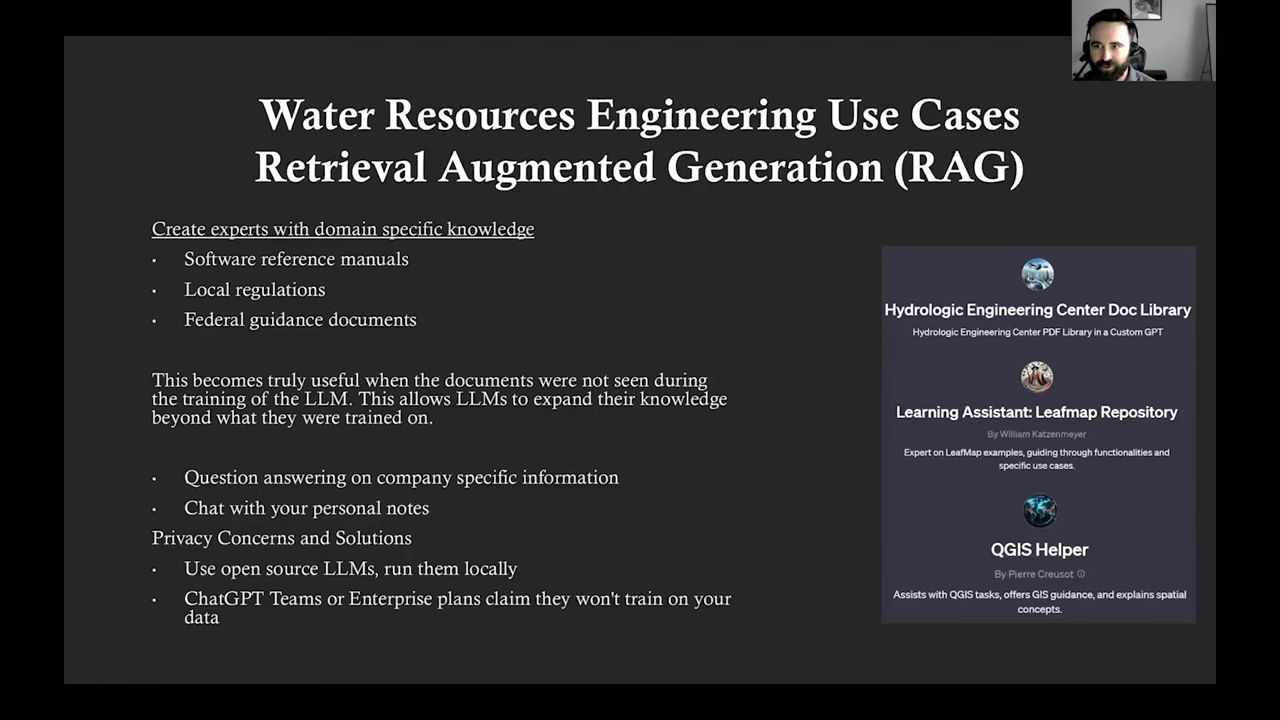 Water Resources Engineering Use Cases
Retrieval Augmented Generation (RAG)
Create experts with domain specific knowledge
• Software reference manuals
• Local regulations
• Federal guidance documents
This becomes truly useful when the documents were not seen during
the training of the LLM. This allows LLMs to expand their knowledge
beyond what they were trained on.
• Question answering on company specific information
• Chat with your personal notes
Privacy Concerns and Solutions
• Use open source LLMs, run them locally
• ChatGPT Teams or Enterprise plans claim they won't train on your
data
Hydrologic Engineering Center Doc Library
Hydrologic Engineering Center PDF Library in a Custom GPT
Learning Assistant: Leafmap Repository
By William Katzenmeyer
Expert on LeafMap examples, guiding through functionalities and
specific use cases.
QGIS Helper
By Pierre Creusot
Assists with QGIS tasks, offers GIS guidance, and explains spatial
concepts.